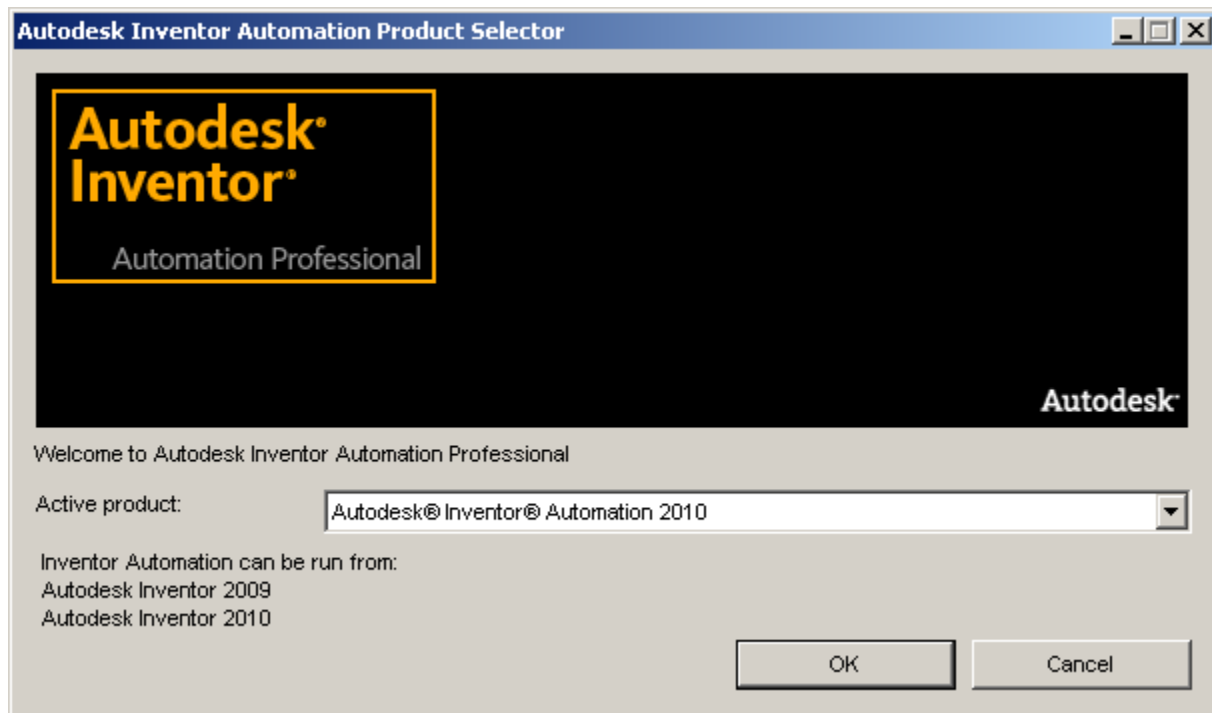 Autodesk Inventor Automation Product Selector
Autodesk®
Inventor®
Automation Professional
Autodesk®
Welcome to Autodesk Inventor Automation Professional
Active product:
Autodesk® Inventor® Automation 2010
Inventor Automation can be run from:
Autodesk Inventor 2009
Autodesk Inventor 2010
OK
Cancel